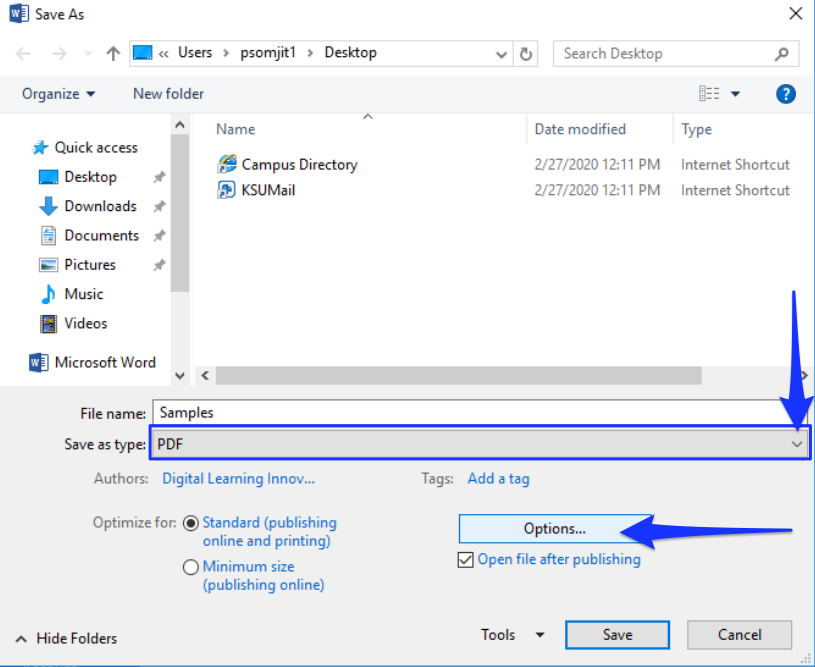 Save As
« Users › psomjit1 › Desktop
Search Desktop
Organize
New folder
Name
Date modified
Type
Quick access
Desktop
Downloads
Documents
Pictures
Music
Videos
Microsoft Word
Campus Directory 2/27/2020 12:11 PM Internet Shortcut
KSUMail 2/27/2020 12:11 PM Internet Shortcut
File name: Samples
Save as type: PDF
Authors: Digital Learning Innov...
Tags: Add a tag
Optimize for: Standard (publishing
online and printing)
Minimum size
(publishing online)
Options...
Open file after publishing
Hide Folders
Tools
Save
Cancel